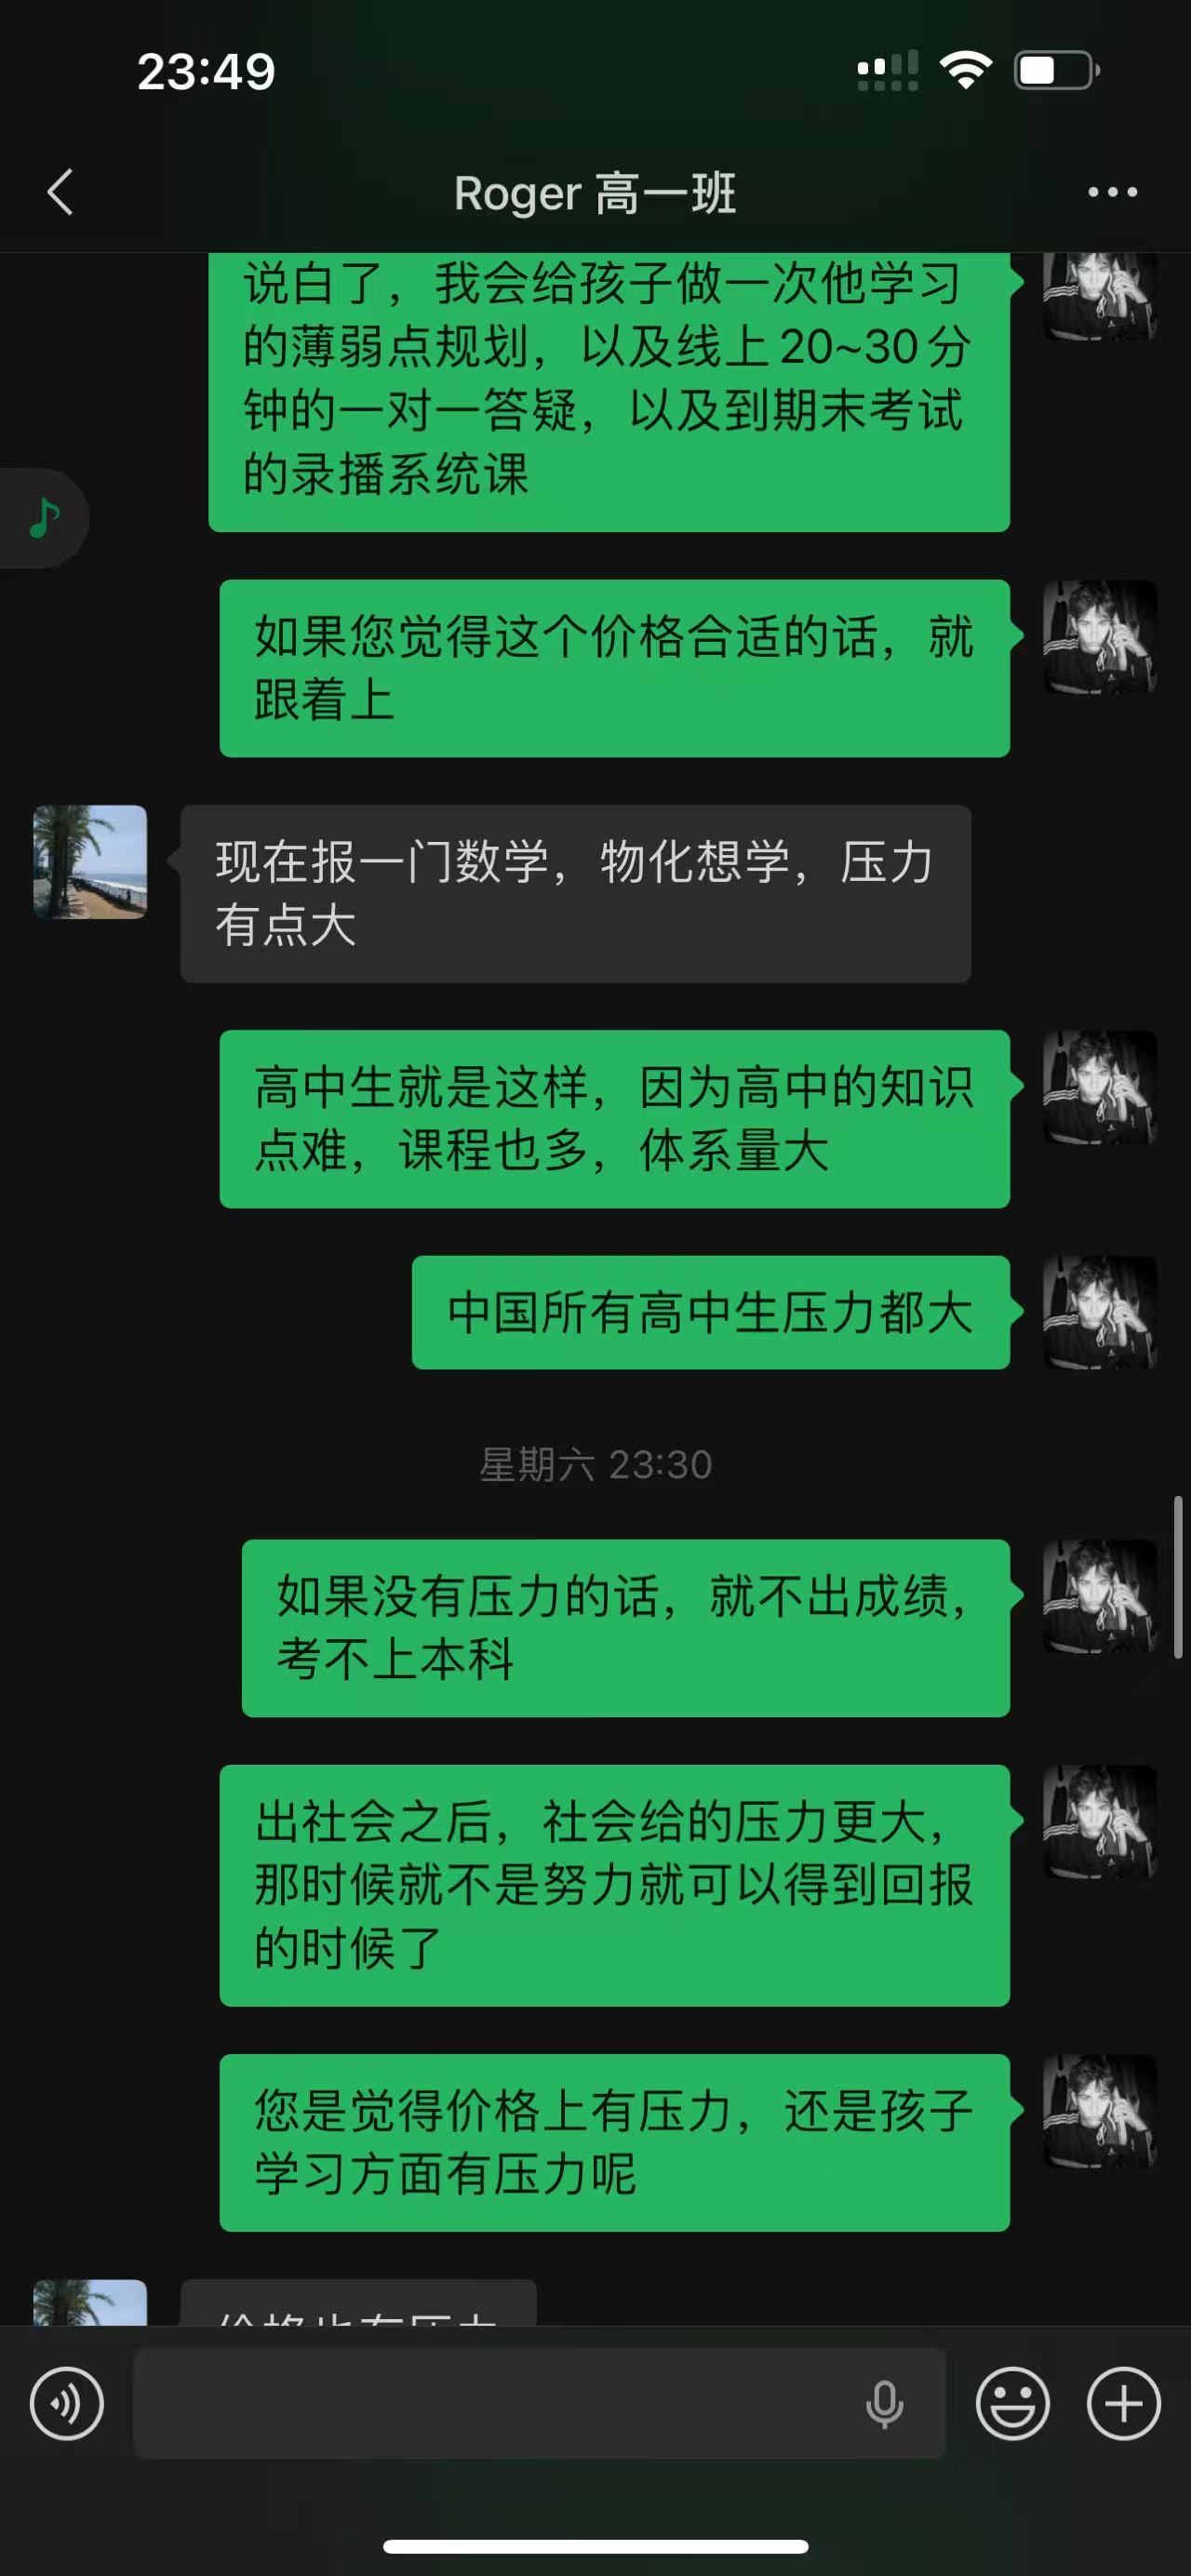 23:49
Roger 高一班
说白了，我会给孩子做一次他学习
的薄弱点规划，以及线上20~30分
钟的一对一答疑，以及到期末考试
的录播系统课
如果您觉得这个价格合适的话，就
跟着上
现在报一门数学，物化想学，压力
有点大
高中生就是这样，因为高中的知识
点难，课程也多，体系量大
中国所有高中生压力都大
星期六 23:30
如果没有压力的话，就不出成绩，
考不上本科
出社会之后，社会给的压力更大，
那时候就不是努力就可以得到回报
的时候了
您是觉得价格上有压力，还是孩子
学习方面有压力呢
价格也有压力